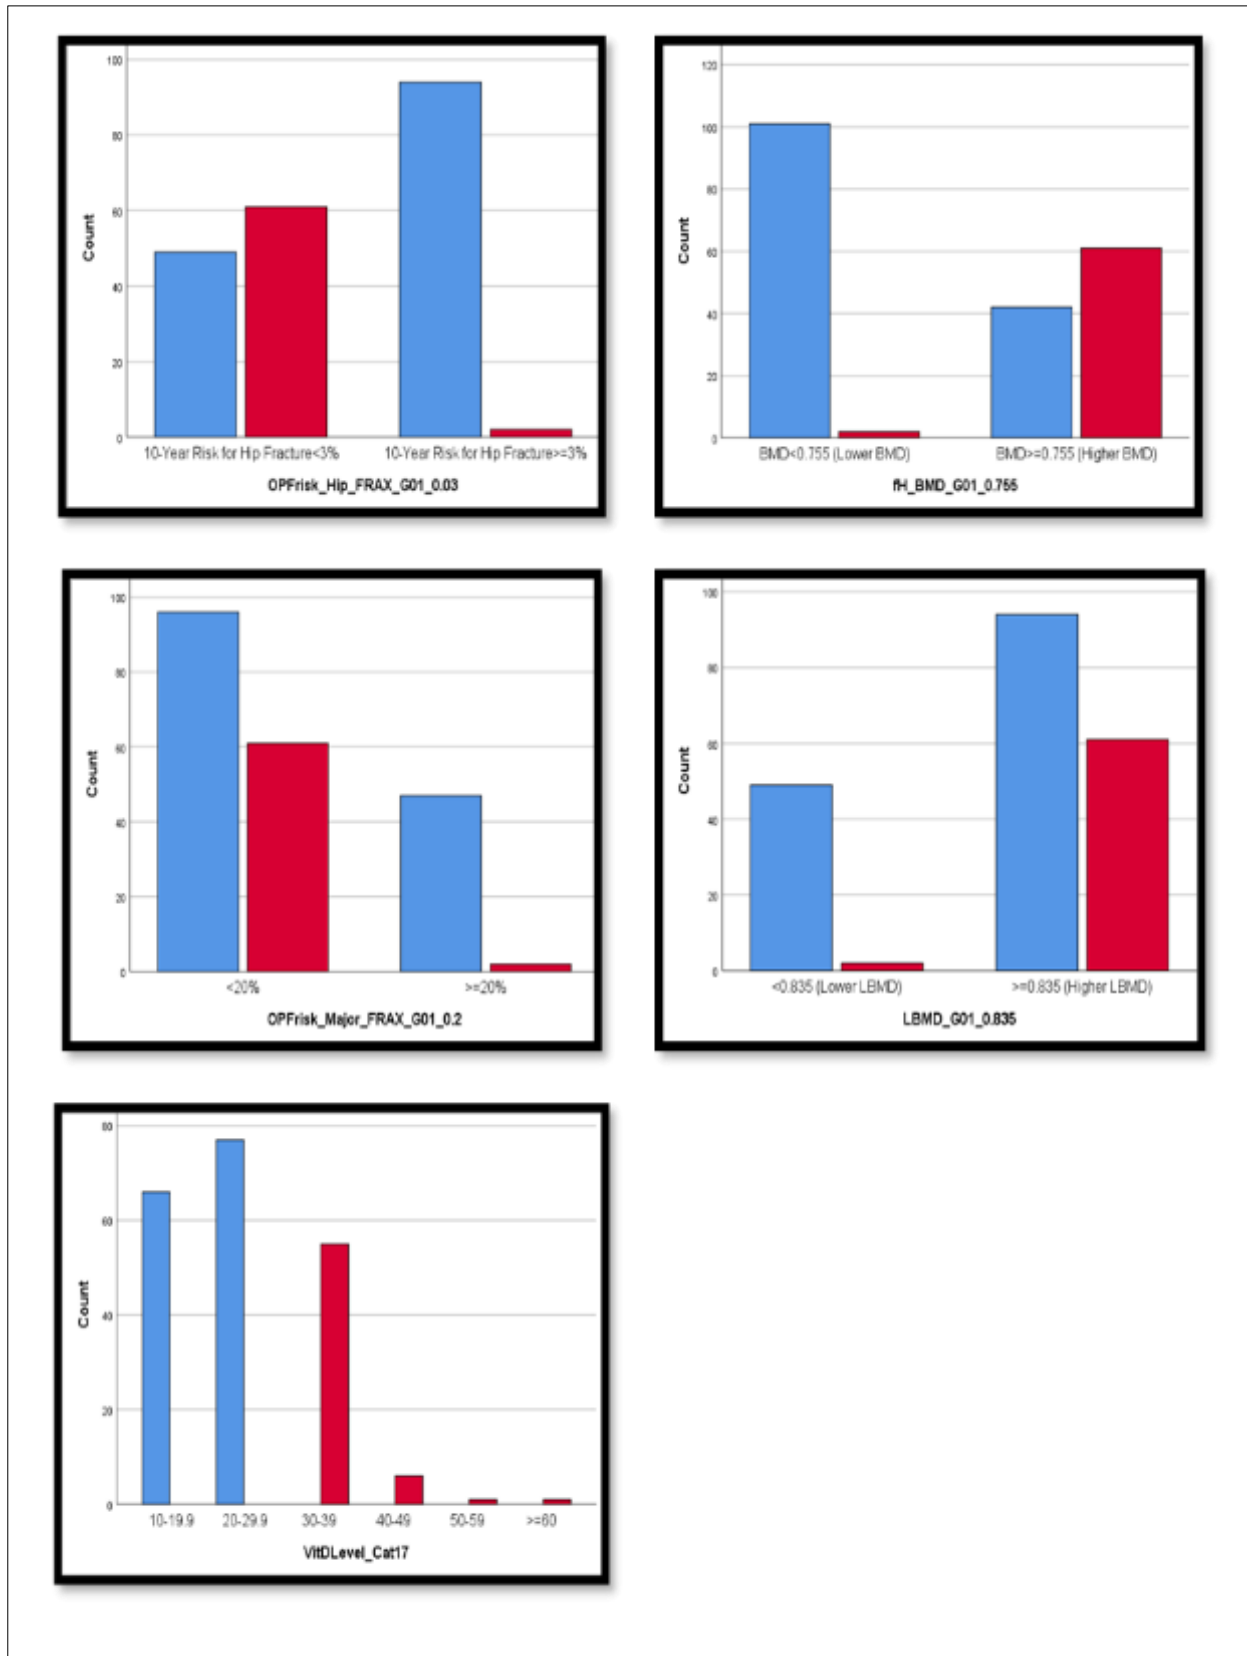 100
80
60
40
20
0
Count
10-Year Risk for Hip Fracture<3%
10-Year Risk for Hip Fracture>=3%
OPFrisk_Hip_FRAX_G01_0.03
120
100
80
60
40
20
0
Count
BMD<0.755 (Lower BMD)
BMD>=0.755 (Higher BMD)
fH_BMD_G01_0.755
100
80
60
40
20
0
Count
<20%
>=20%
OPFrisk_Major_FRAX_G01_0.2
100
80
60
40
20
0
Count
<0.835 (Lower LBMD)
>=0.835 (Higher LBMD)
LBMD_G01_0.835
80
60
40
20
0
Count
10-19.9
20-29.9
30-39
40-49
50-59
>=60
VitDLevel_Cat17